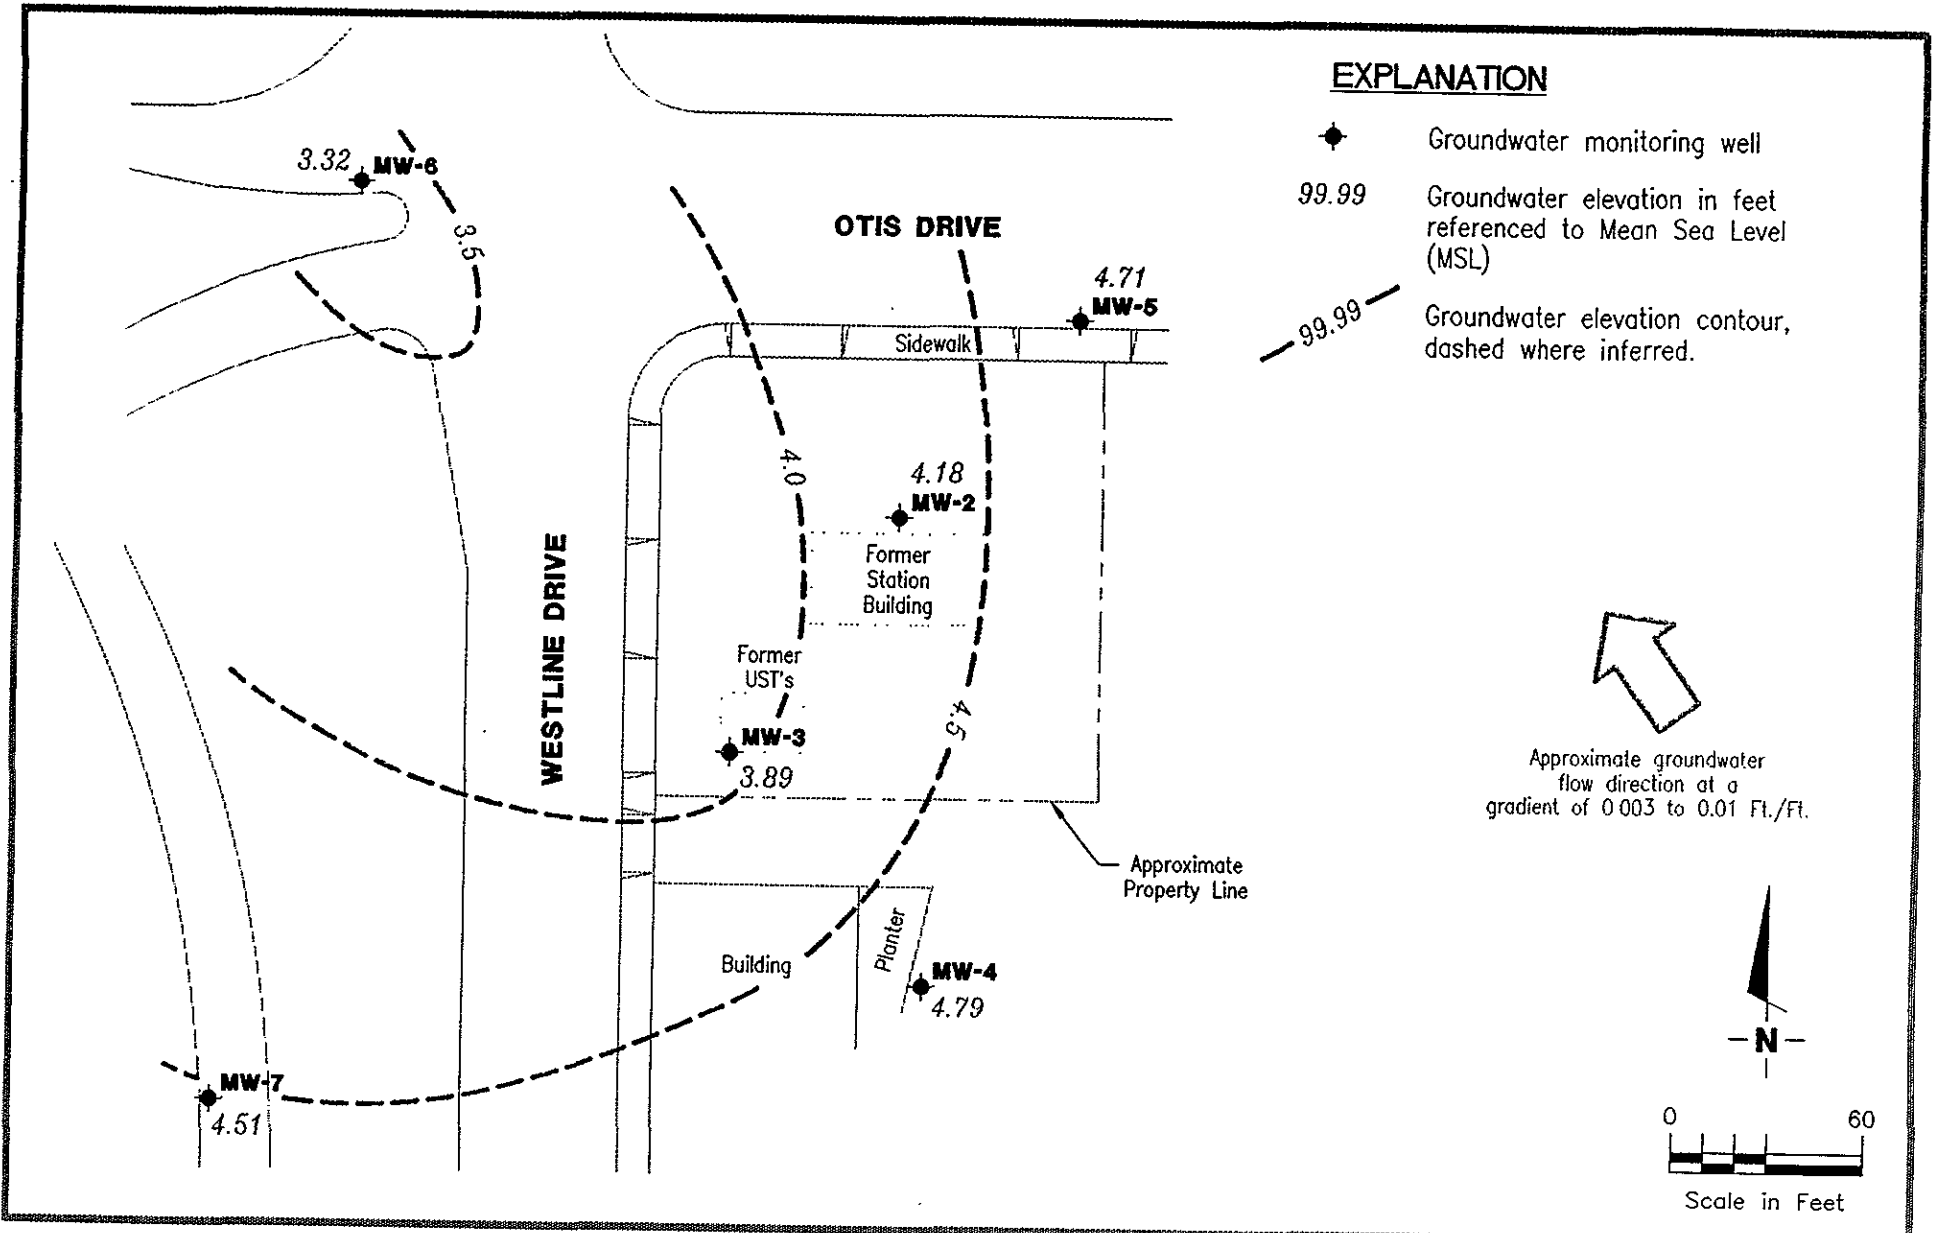 EXPLANATION
Groundwater monitoring well
99.99
Groundwater elevation in feet
referenced to Mean Sea Level
(MSL)
99.99
Groundwater elevation contour,
dashed where inferred.
3.32
MW-6
3.5
OTIS DRIVE
4.71
MW-5
Sidewalk
4.0
4.18
MW-2
Former
Station
Building
WESTLINE DRIVE
Former
UST's
MW-3
3.89
4.5
Approximate groundwater
flow direction at a
gradient of 0 003 to 0.01 Ft./Ft.
Approximate
Property Line
Planter
Building
MW-4
4.79
MW-7
4.51
N
0 60
Scale in Feet